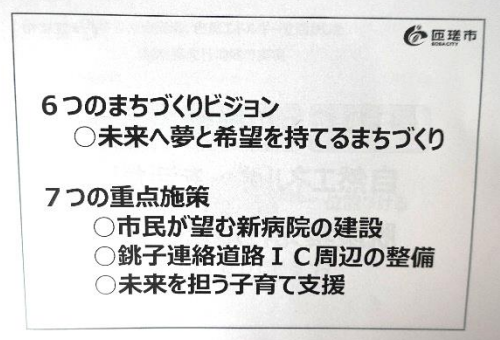 匝瑳市
SOSA CITY
６つのまちづくりビジョン
○未来へ夢と希望を持てるまちづくり
７つの重点施策
○市民が望む新病院の建設
○銚子連絡道路ＩＣ周辺の整備
○未来を担う子育て支援